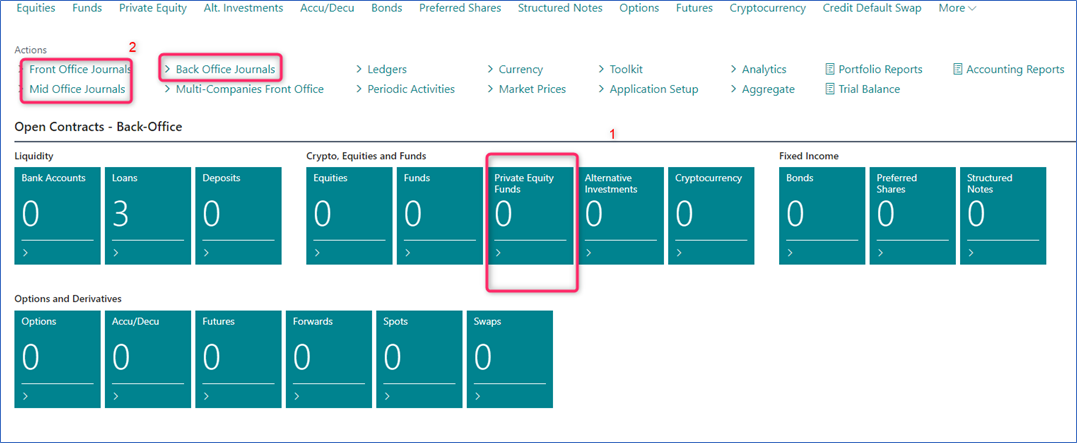 Equities Funds Private Equity Alt. Investments Accu/Decu Bonds Preferred Shares Structured Notes Options Futures Cryptocurrency Credit Default Swap More
2
Actions
Front Office Journals Back Office Journals Ledgers Currency Toolkit Analytics Portfolio Reports Accounting Reports
Mid Office Journals Multi-Companies Front Office Periodic Activities Market Prices Application Setup Aggregate Trial Balance
Open Contracts - Back-Office
1
Liquidity Crypto, Equities and Funds Fixed Income
Bank Accounts Loans Deposits Equities Funds Private Equity Alternative Cryptocurrency Bonds Preferred Structured
Funds Investments Shares Notes
0 3 0 0 0 0 0 0 0 0 0
Options and Derivatives
Options Accu/Decu Futures Forwards Spots Swaps
0 0 0 0 0 0